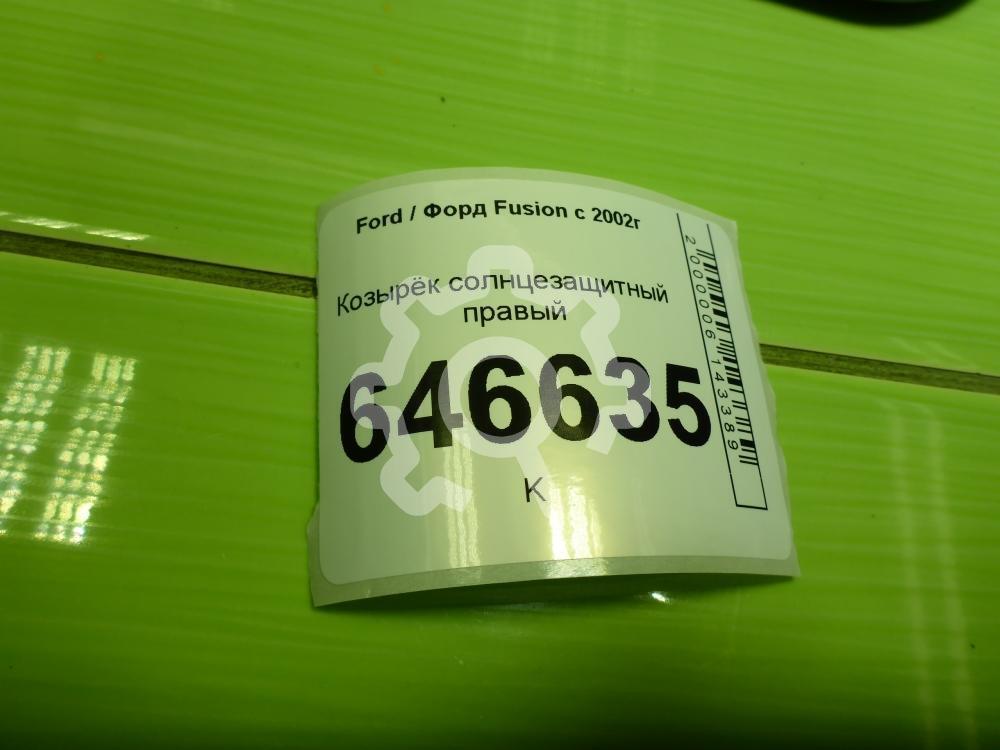 Ford / Форд Fusion с 2002г
Козырёк солнцезащитный
правый
646635
К
2000006143389